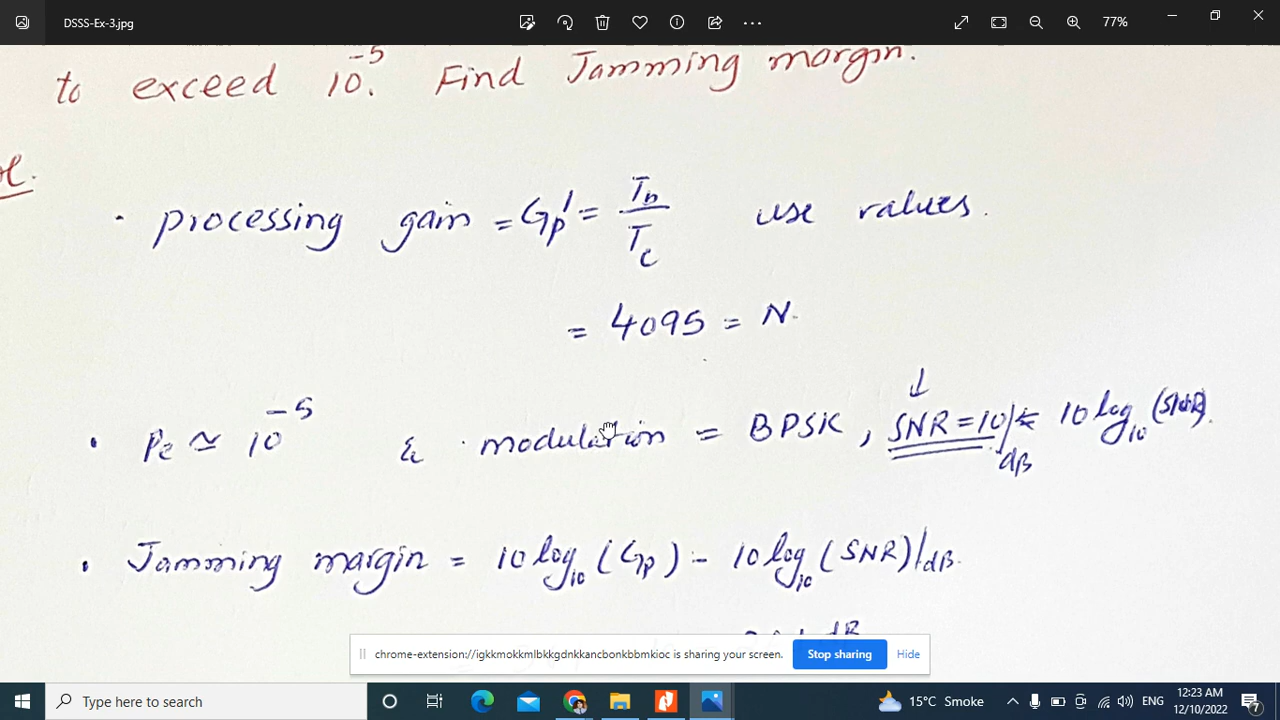 DSSS-Ex-3.jpg
77%
to exceed 10⁻⁵. Find Jamming margin.
· processing gain = Gp' = Tb/Tc use values.
= 4095 = N.
· Pe ≃ 10⁻⁵ & modulation = BPSK, SNR = 10|dB ← 10 log₁₀ (SNR).
· Jamming margin = 10 log₁₀ (Gp) - 10 log₁₀ (SNR)|dB.
dB
chrome-extension://igkkmokkmlbkkgdnkkancbonkbbmkioc is sharing your screen. Stop sharing Hide
Type here to search
15°C Smoke
ENG
12:23 AM
12/10/2022
7